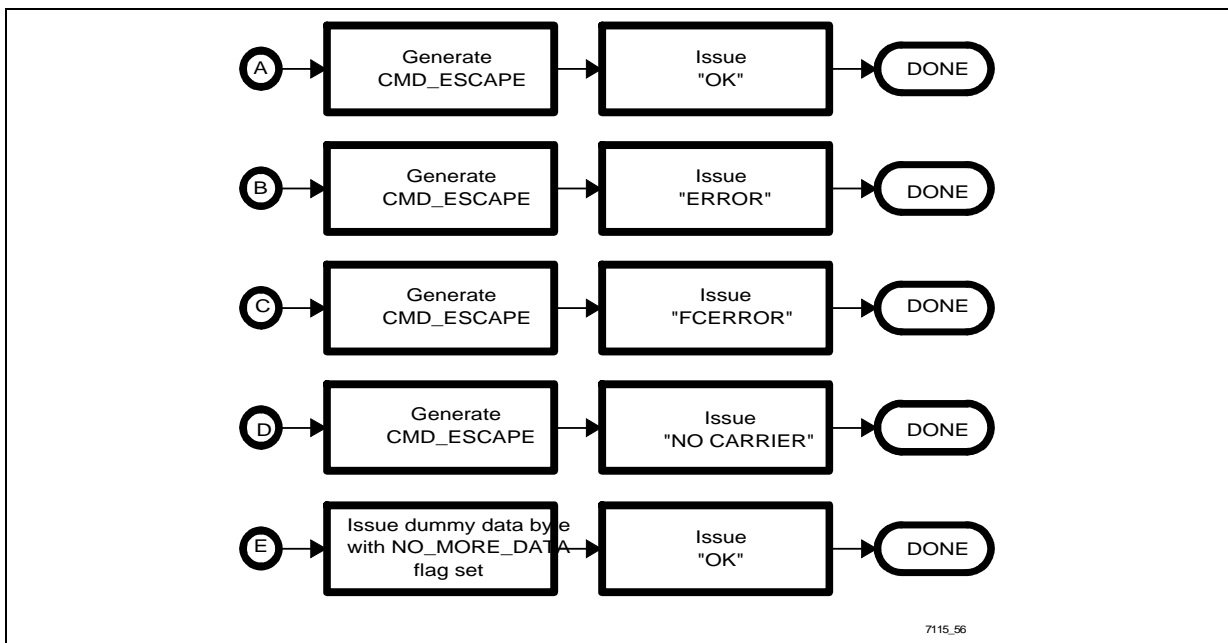 A
Generate
CMD_ESCAPE
Issue
"OK"
DONE
B
Generate
CMD_ESCAPE
Issue
"ERROR"
DONE
C
Generate
CMD_ESCAPE
Issue
"FCERROR"
DONE
D
Generate
CMD_ESCAPE
Issue
"NO CARRIER"
DONE
E
Issue dummy data by e
with NO_MORE_DATA
flag set
Issue
"OK"
DONE
7115_56